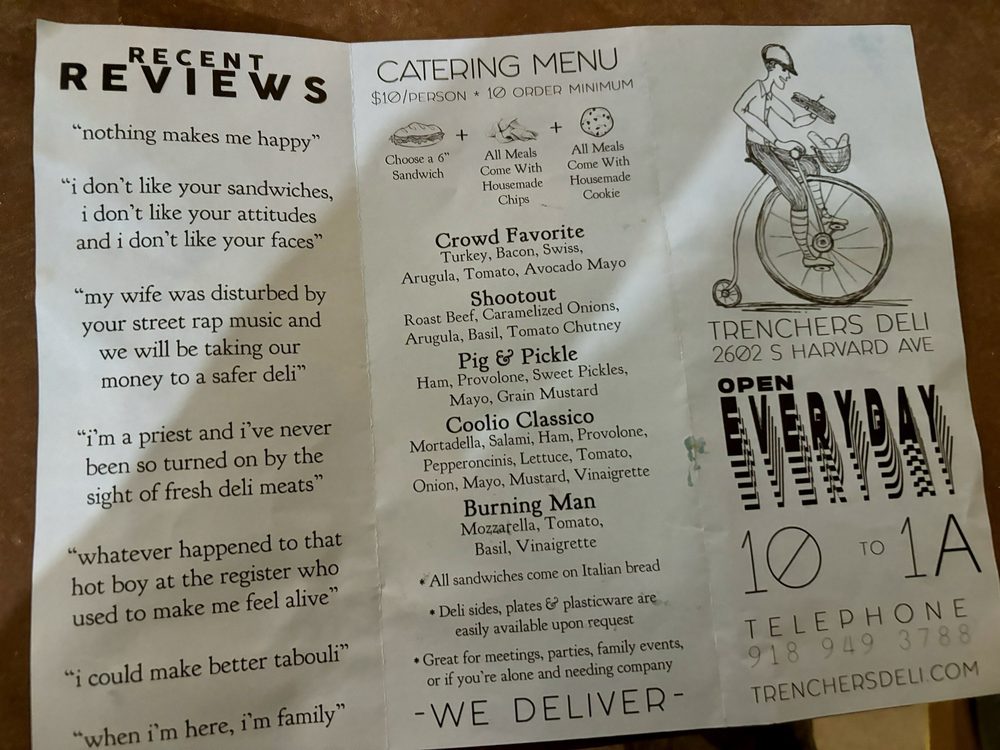 RECENT
REVIEWS
“nothing makes me happy”
“i don’t like your sandwiches,
i don’t like your attitudes
and i don’t like your faces”
“my wife was disturbed by
your street rap music and
we will be taking our
money to a safer deli”
“i’m a priest and i’ve never
been so turned on by the
sight of fresh deli meats”
“whatever happened to that
hot boy at the register who
used to make me feel alive”
“i could make better tabouli”
“when i’m here, i’m family”
CATERING MENU
$10/PERSON * 10 ORDER MINIMUM
Choose a 6"
Sandwich
+
All Meals
Come With
Housemade
Chips
+
All Meals
Come With
Housemade
Cookie
Crowd Favorite
Turkey, Bacon, Swiss,
Arugula, Tomato, Avocado Mayo
Shootout
Roast Beef, Caramelized Onions,
Arugula, Basil, Tomato Chutney
Pig & Pickle
Ham, Provolone, Sweet Pickles,
Mayo, Grain Mustard
Coolio Classico
Mortadella, Salami, Ham, Provolone,
Pepperoncinis, Lettuce, Tomato,
Onion, Mayo, Mustard, Vinaigrette
Burning Man
Mozzarella, Tomato,
Basil, Vinaigrette
* All sandwiches come on Italian bread
* Deli sides, plates & plasticware are
easily available upon request
* Great for meetings, parties, family events,
or if you’re alone and needing company
-WE DELIVER-
TRENCHERS DELI
2602 S HARVARD AVE
OPEN
EVERYDAY
10 TO 1A
TELEPHONE
918 949 3788
TRENCHERSDELI.COM